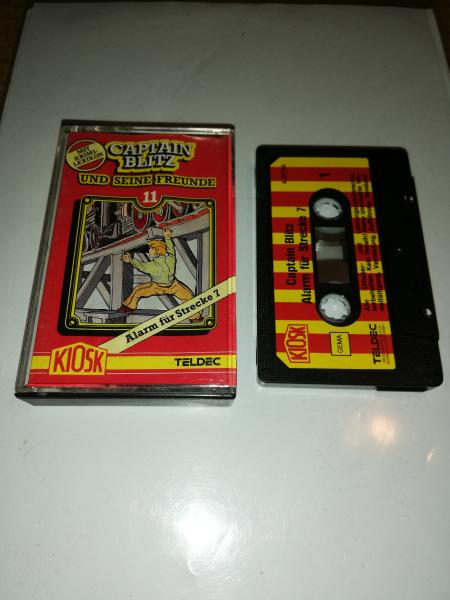 MIT
KRIMI-
LEXIKON
CAPTAIN
BLITZ
UND SEINE FREUNDE
11
Alarm für Strecke 7
KIOSK
TELDEC
1
Captain Blitz
Alarm für Strecke 7
KIOSK
GEMA
TELDEC